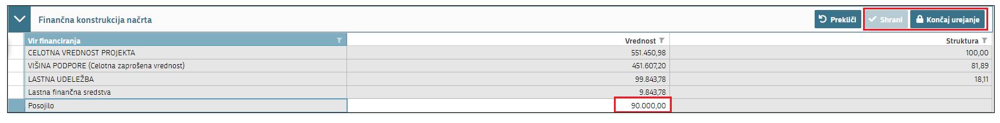 Finančna konstrukcija načrta Prekliči Shrani Končaj urejanje
Vir financiranja Vrednost Struktura
CELOTNA VREDNOST PROJEKTA 551.450,98 100,00
VIŠINA PODPORE (Celotna zaprošena vrednost) 451.607,20 81,89
LASTNA UDELEŽBA 99.843,78 18,11
Lastna finančna sredstva 9.843,78
Posojilo 90.000,00